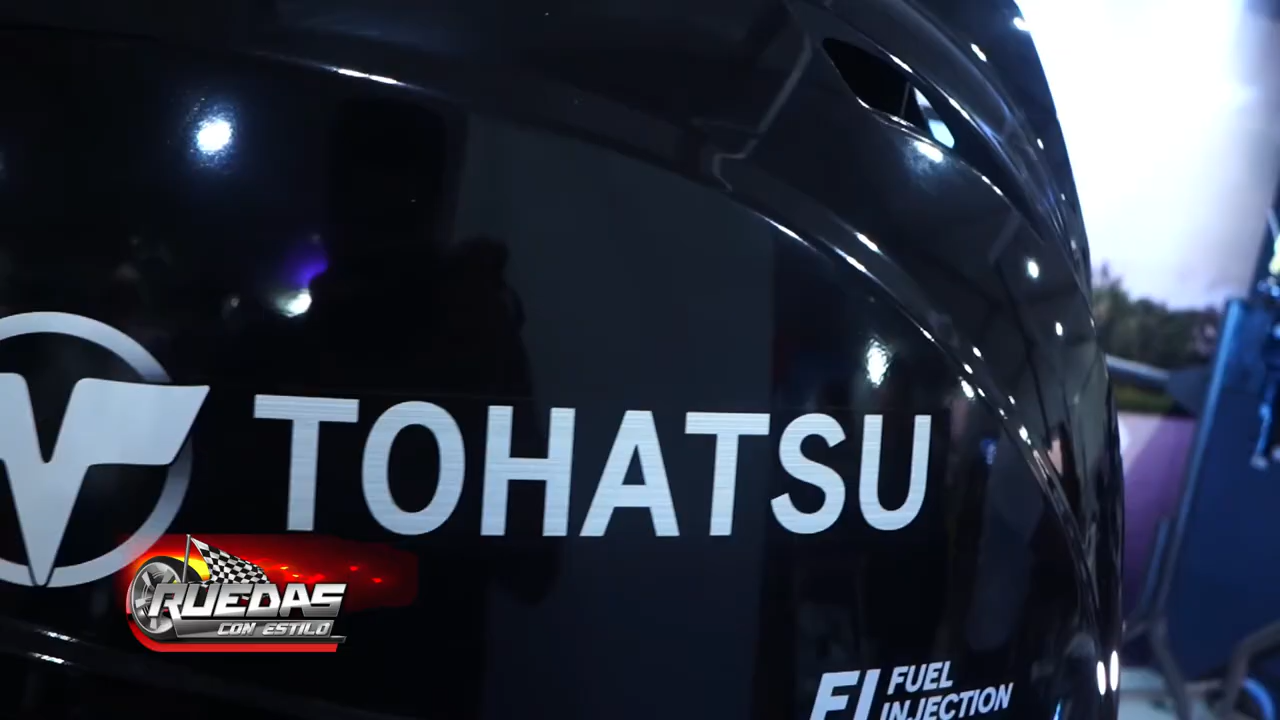 TOHATSU
RUEDAS
CON ESTILO
FI FUEL
INJECTION